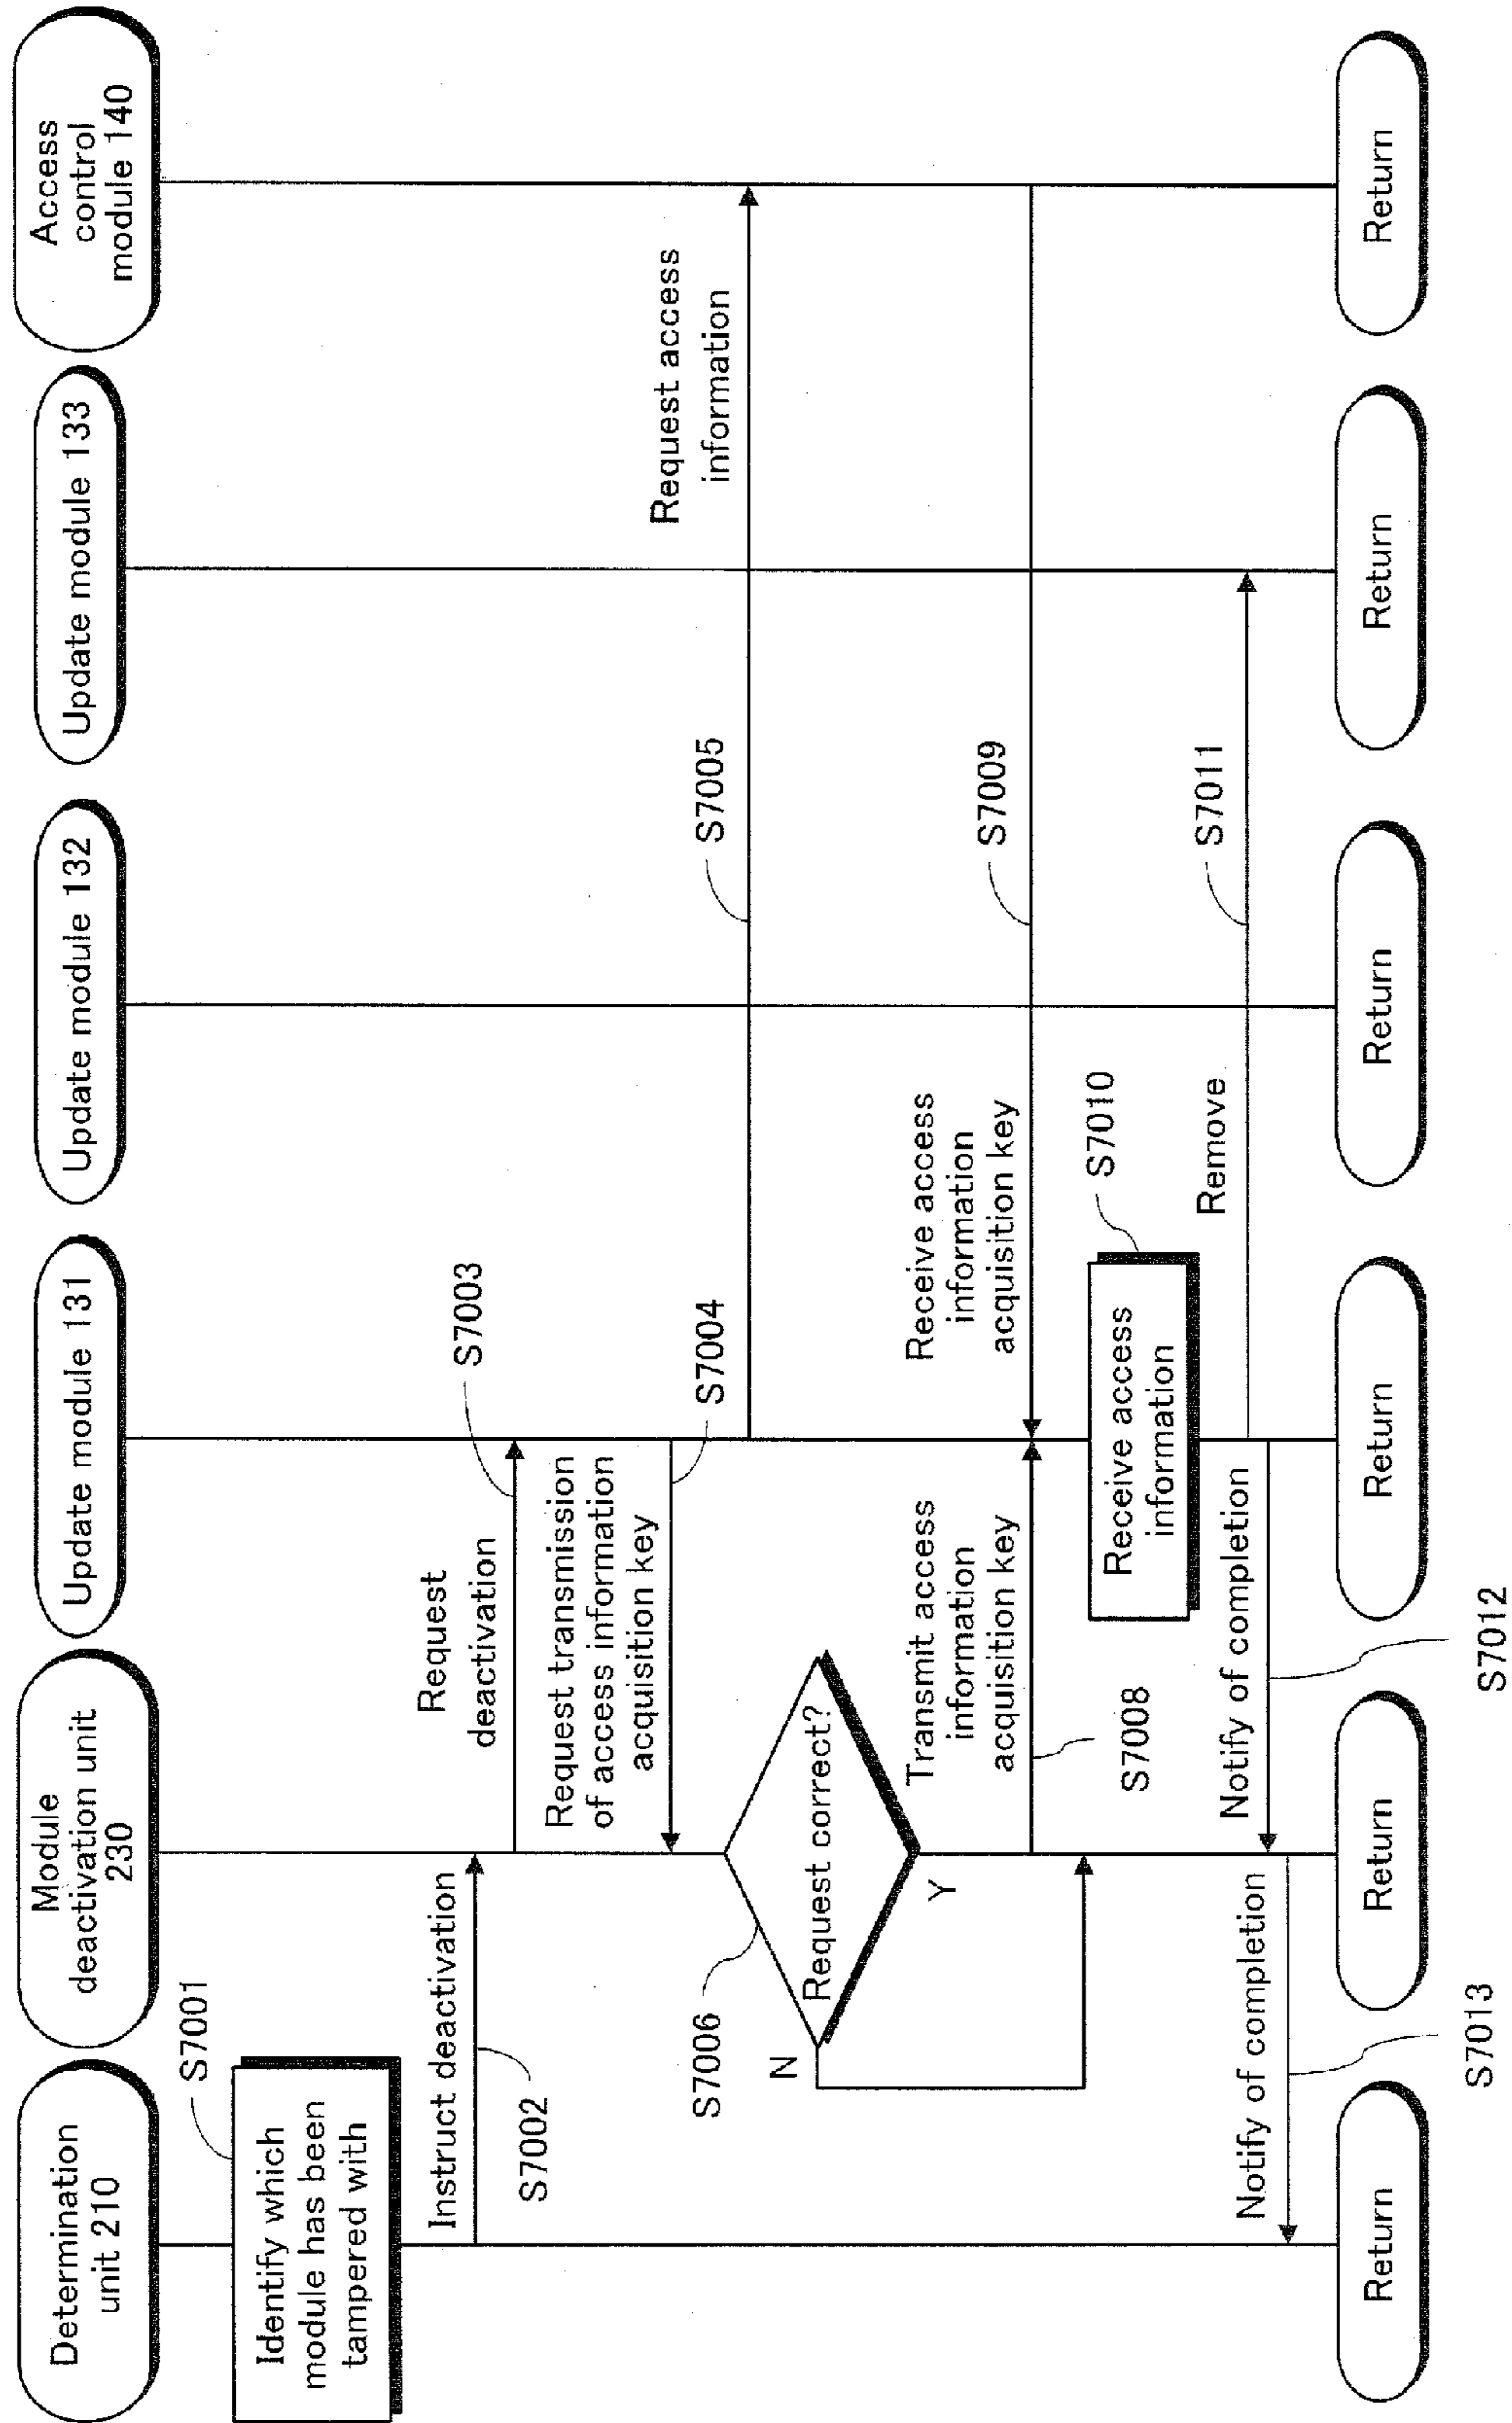 Determination
unit 210
Module
deactivation unit
230
Update module 131
Update module 132
Update module 133
Access
control
module 140
S7001
Identify which
module has been
tampered with
Instruct deactivation
S7002
Request
deactivation
S7003
Request transmission
of access information
acquisition key
S7004
Request access
information
S7005
S7006
Request correct?
N
Y
Transmit access
information
acquisition key
S7008
Receive access
information
acquisition key
S7009
Receive access
information
S7010
Remove
S7011
Notify of completion
S7012
Notify of completion
S7013
Return
Return
Return
Return
Return
Return